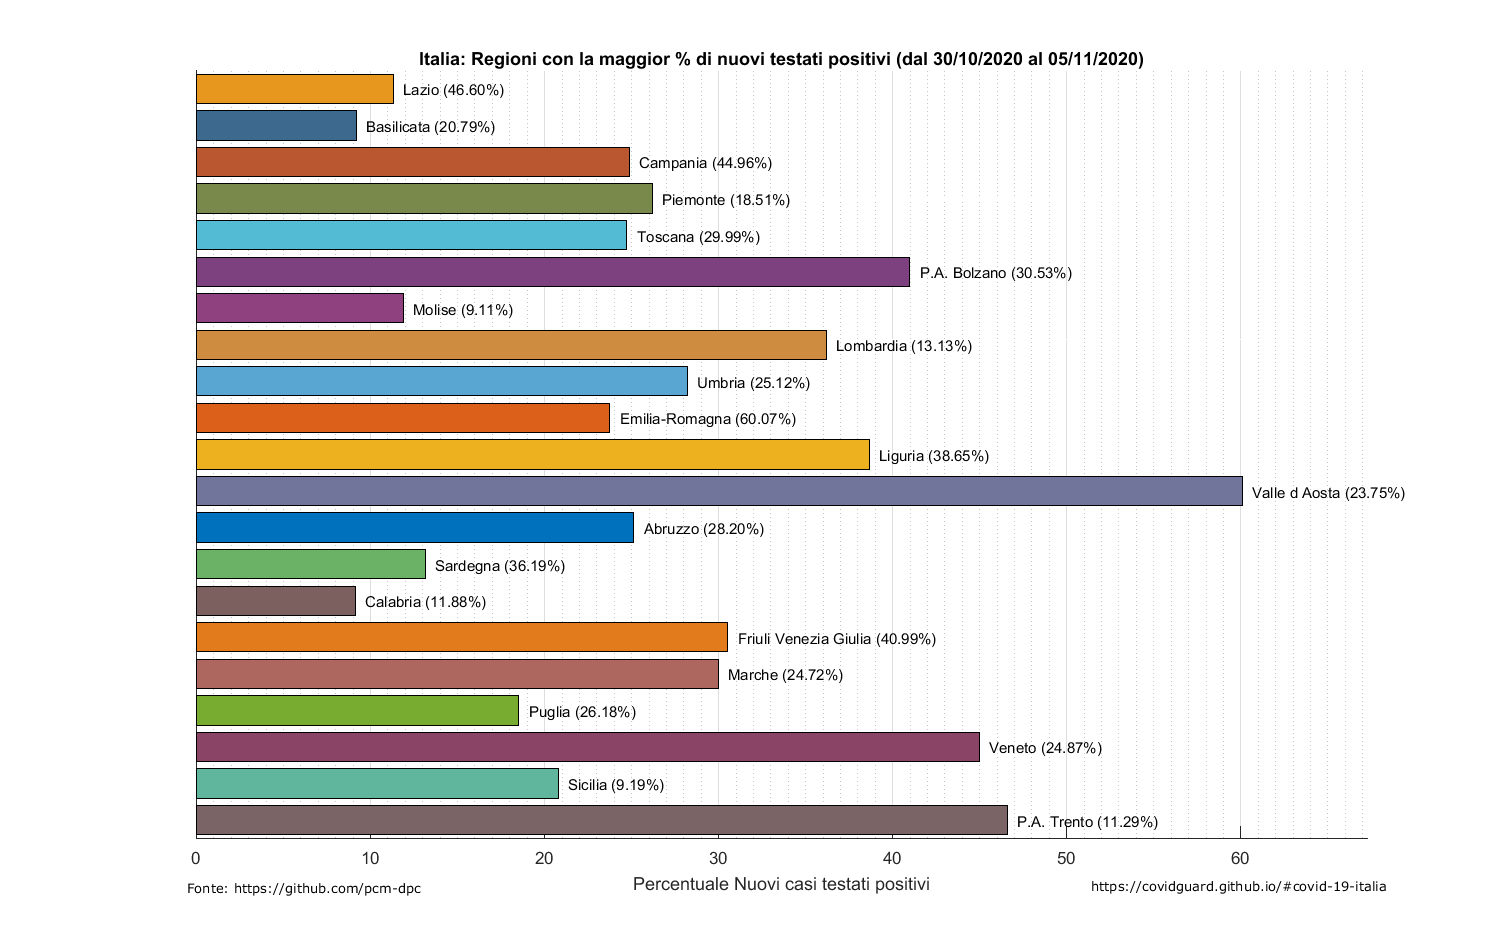 Italia: Regioni con la maggior % di nuovi testati positivi (dal 30/10/2020 al 05/11/2020)
Lazio (46.60%)
Basilicata (20.79%)
Campania (44.96%)
Piemonte (18.51%)
Toscana (29.99%)
P.A. Bolzano (30.53%)
Molise (9.11%)
Lombardia (13.13%)
Umbria (25.12%)
Emilia-Romagna (60.07%)
Liguria (38.65%)
Valle d Aosta (23.75%)
Abruzzo (28.20%)
Sardegna (36.19%)
Calabria (11.88%)
Friuli Venezia Giulia (40.99%)
Marche (24.72%)
Puglia (26.18%)
Veneto (24.87%)
Sicilia (9.19%)
P.A. Trento (11.29%)
0 10 20 30 40 50 60
Percentuale Nuovi casi testati positivi
Fonte: https://github.com/pcm-dpc
https://covidguard.github.io/#covid-19-italia